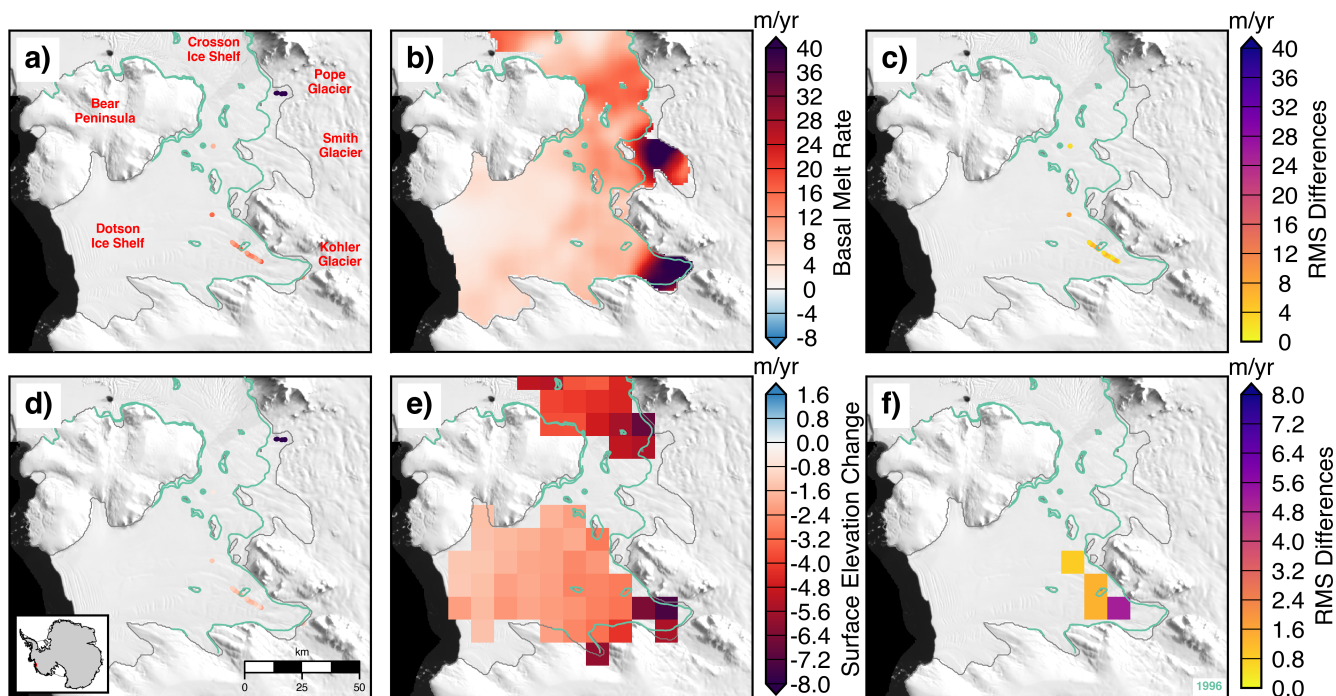 a)
Crosson
Ice Shelf
Pope
Glacier
Bear
Peninsula
Smith
Glacier
Dotson
Ice Shelf
Kohler
Glacier
b)
m/yr
40
36
32
28
24
20
16
12
8
4
0
-4
-8
Basal Melt Rate
c)
m/yr
40
36
32
28
24
20
16
12
8
4
0
RMS Differences
d)
km
0
25
50
e)
m/yr
1.6
0.8
0.0
-0.8
-1.6
-2.4
-3.2
-4.0
-4.8
-5.6
-6.4
-7.2
-8.0
Surface Elevation Change
f)
1996
m/yr
8.0
7.2
6.4
5.6
4.8
4.0
3.2
2.4
1.6
0.8
0.0
RMS Differences